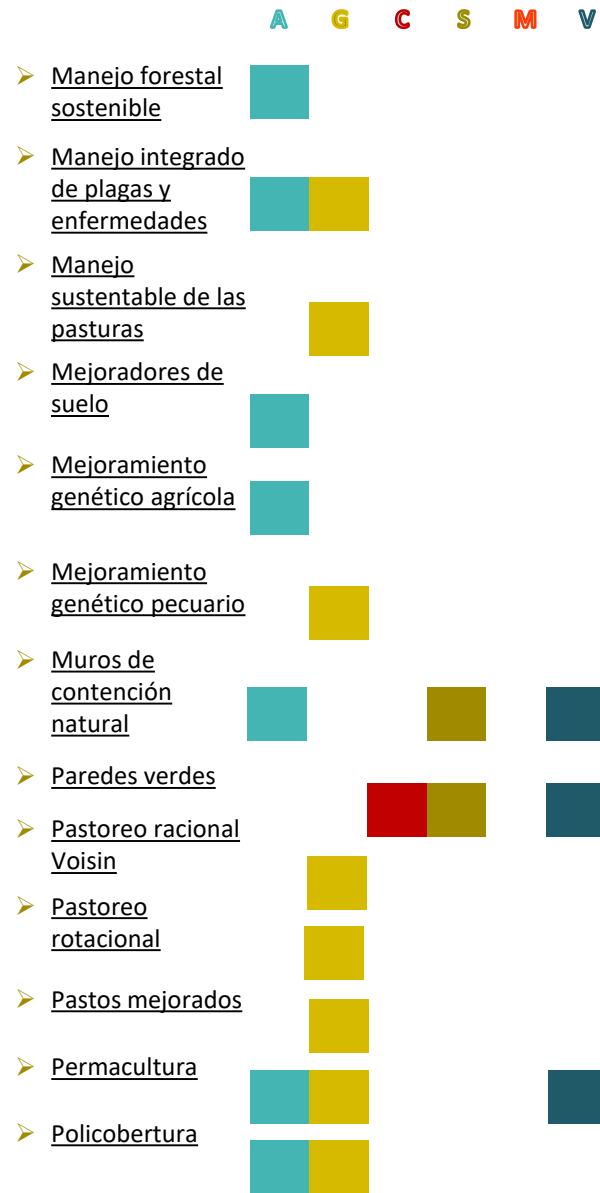 A G C S M V
Manejo forestal
sostenible
Manejo integrado
de plagas y
enfermedades
Manejo
sustentable de las
pasturas
Mejoradores de
suelo
Mejoramiento
genético agrícola
Mejoramiento
genético pecuario
Muros de
contención
natural
Paredes verdes
Pastoreo racional
Voisin
Pastoreo
rotacional
Pastos mejorados
Permacultura
Policobertura